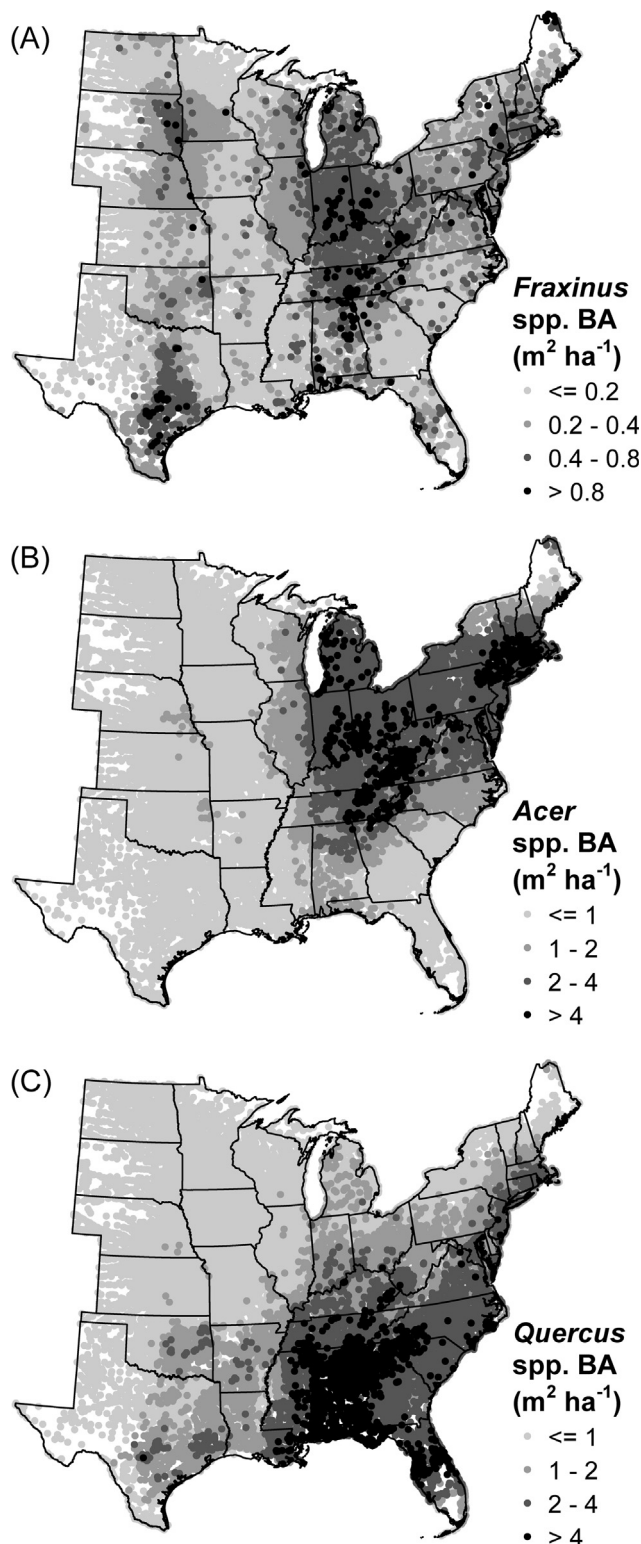 (A)
Fraxinus
spp. BA
(m² ha⁻¹)
<= 0.2
0.2 - 0.4
0.4 - 0.8
> 0.8
(B)
Acer
spp. BA
(m² ha⁻¹)
<= 1
1 - 2
2 - 4
> 4
(C)
Quercus
spp. BA
(m² ha⁻¹)
<= 1
1 - 2
2 - 4
> 4